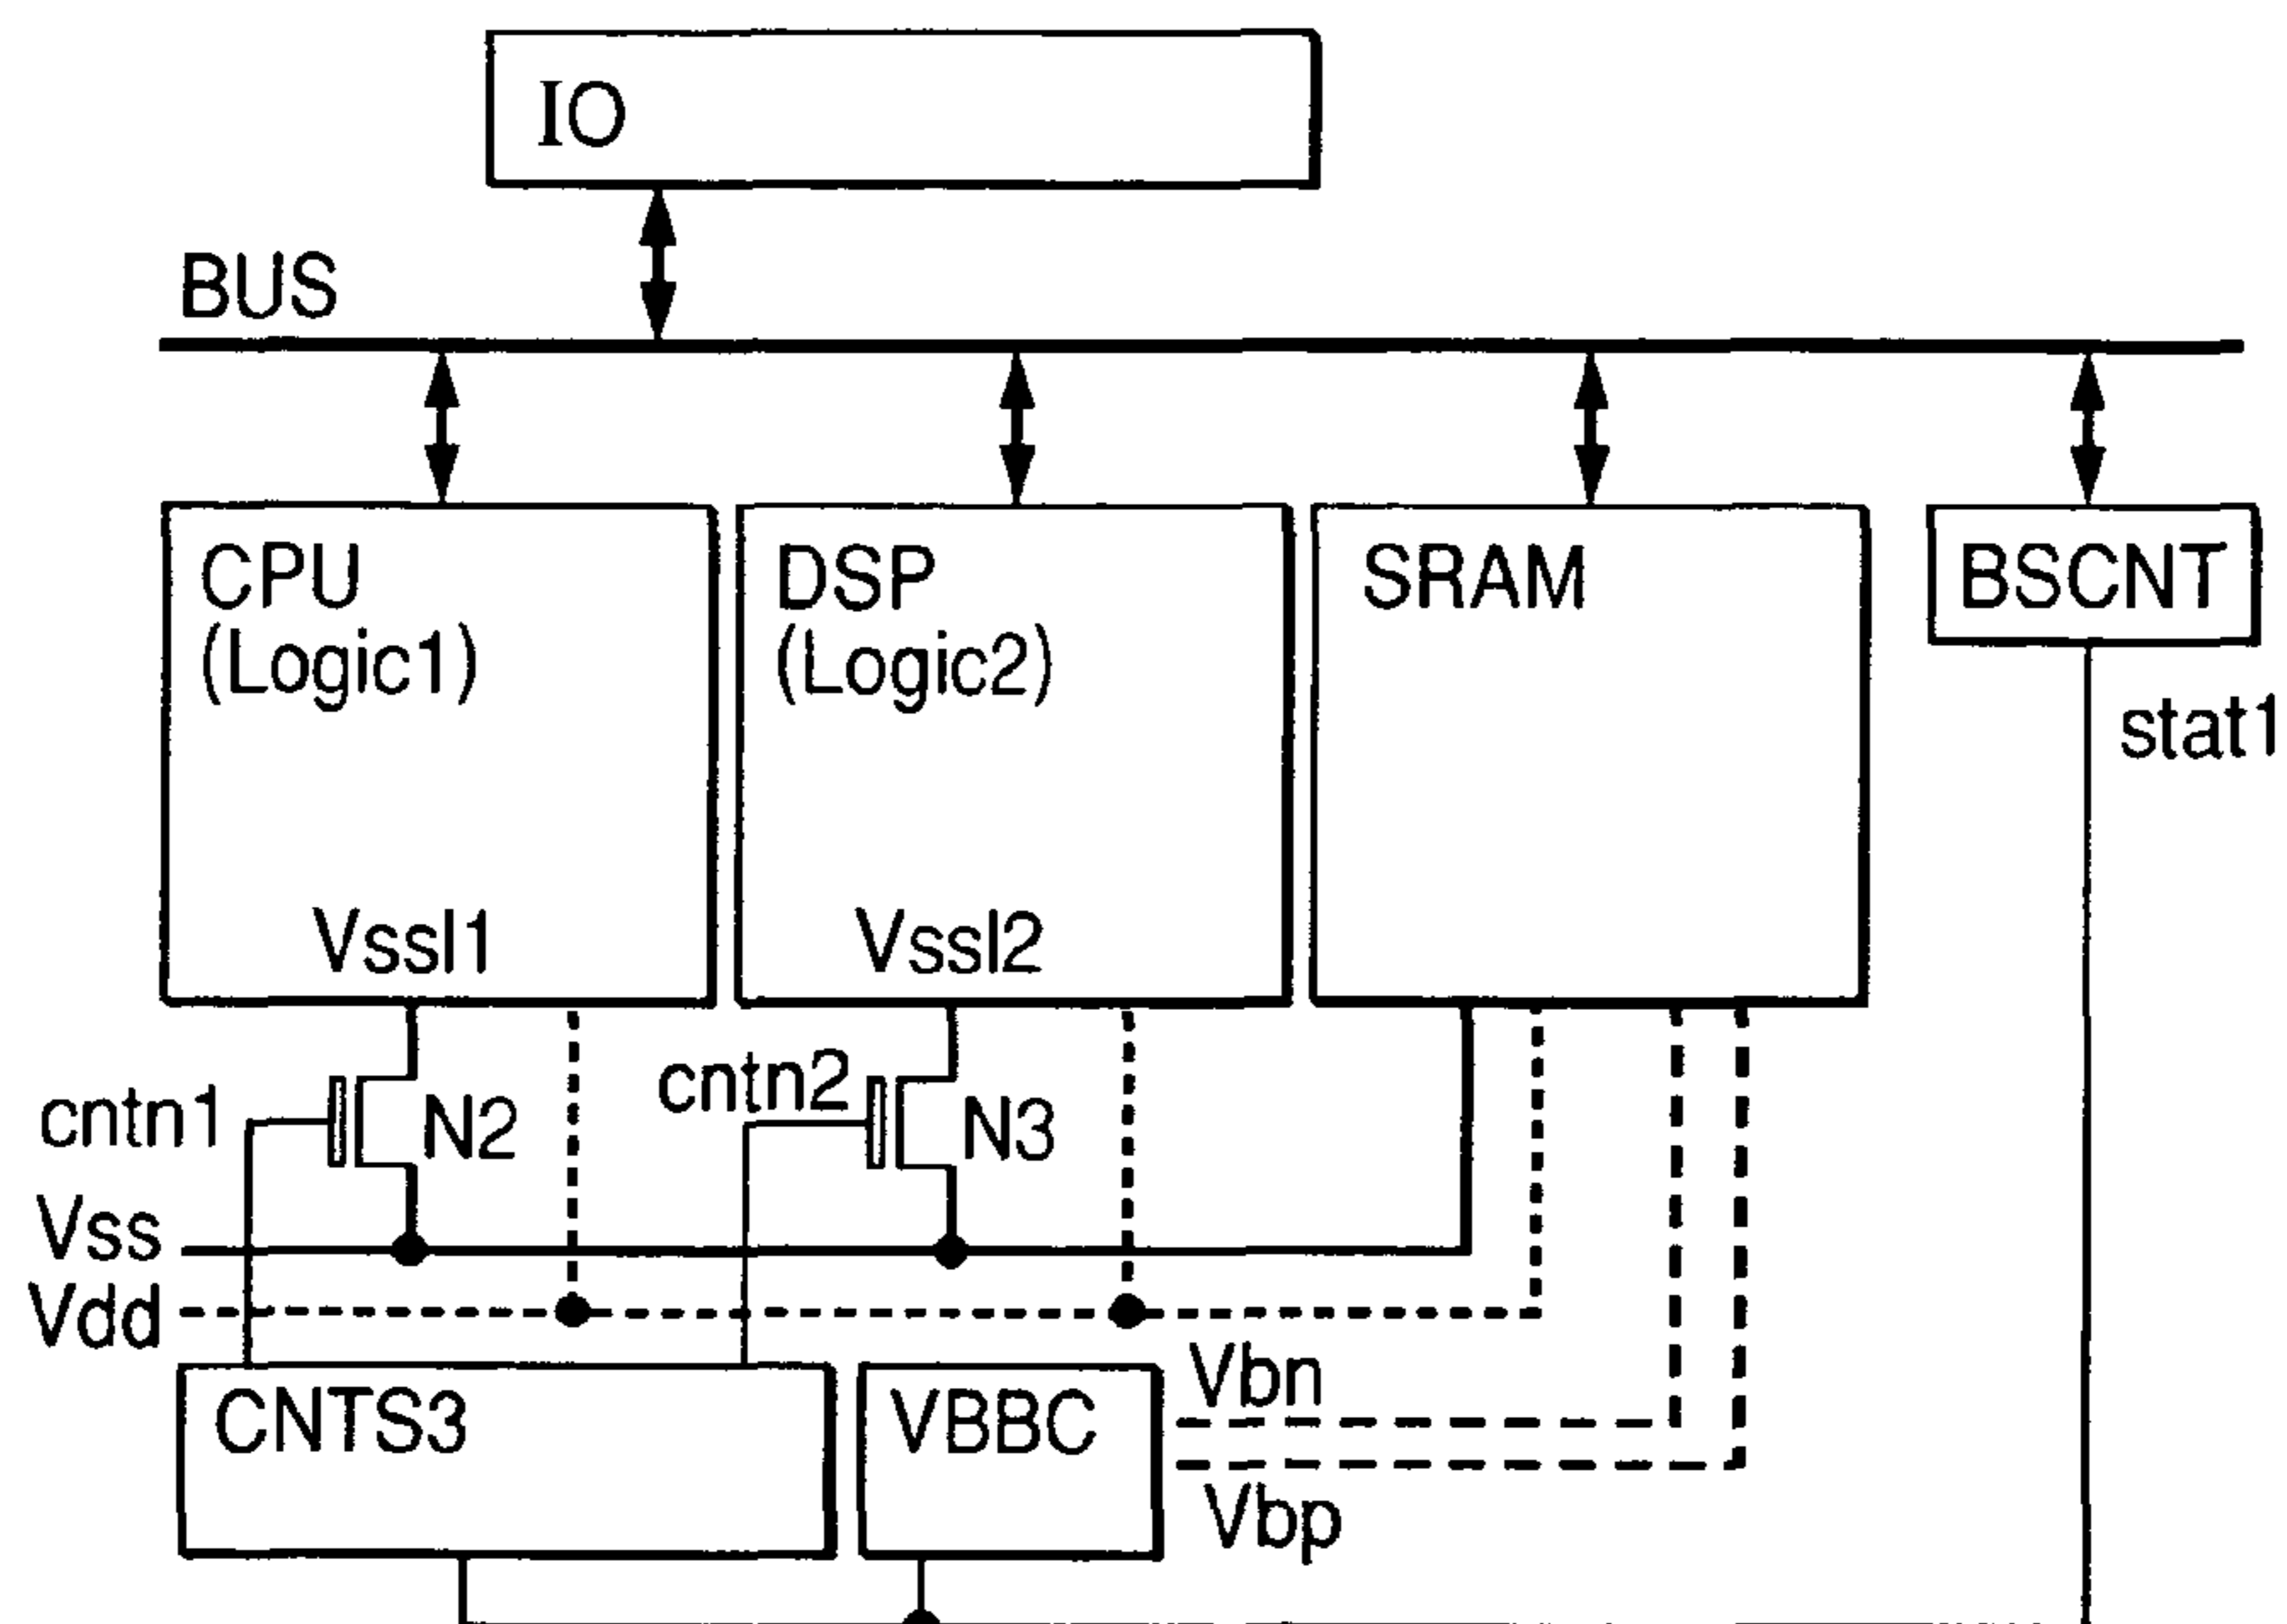 IO
BUS
CPU
(Logic1)
DSP
(Logic2)
SRAM
BSCNT
stat1
Vssl1
Vssl2
cntn1
N2
cntn2
N3
Vss
Vdd
CNTS3
VBBC
Vbn
Vbp